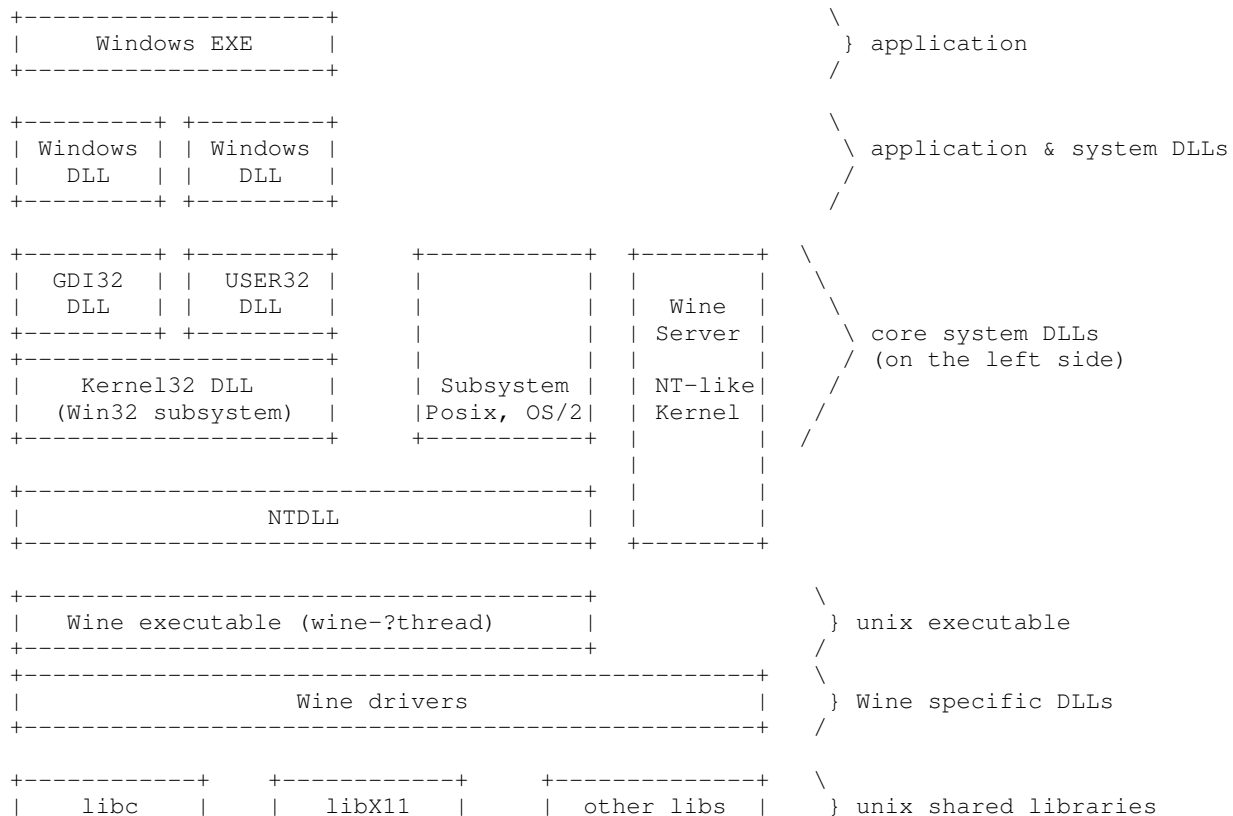 Windows EXE } application
Windows Windows application & system DLLs
DLL DLL
GDI32 USER32
DLL DLL Wine
Server core system DLLs
(on the left side)
Kernel32 DLL Subsystem NT-like
(Win32 subsystem) Posix, OS/2 Kernel
NTDLL
Wine executable (wine-?thread) } unix executable
Wine drivers } Wine specific DLLs
libc libX11 other libs } unix shared libraries